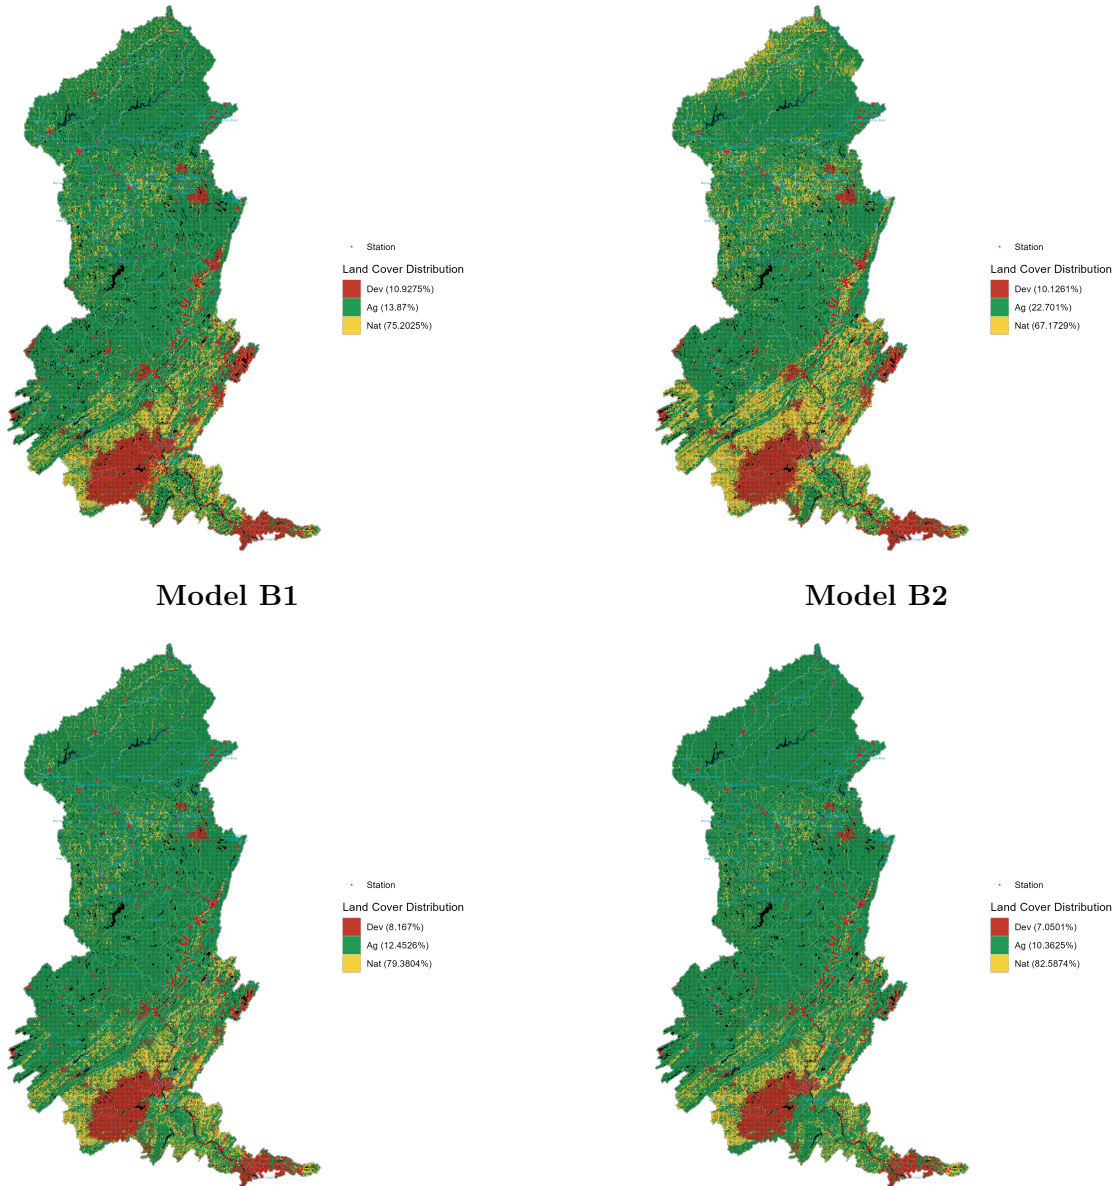 Station
Land Cover Distribution
Dev (10.9275%)
Ag (13.87%)
Nat (75.2025%)
Station
Land Cover Distribution
Dev (10.1261%)
Ag (22.701%)
Nat (67.1729%)
Model B1
Model B2
Station
Land Cover Distribution
Dev (8.167%)
Ag (12.4526%)
Nat (79.3804%)
Station
Land Cover Distribution
Dev (7.0501%)
Ag (10.3625%)
Nat (82.5874%)